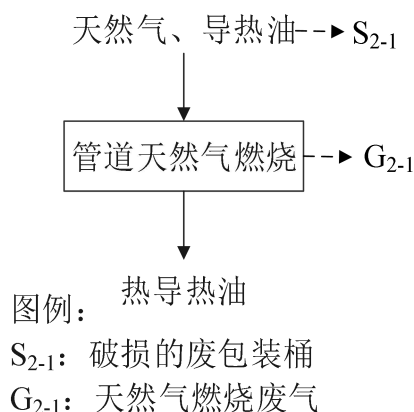 天然气、导热油 S2-1
管道天然气燃烧 G2-1
热导热油
图例：
S2-1：破损的废包装桶
G2-1：天然气燃烧废气